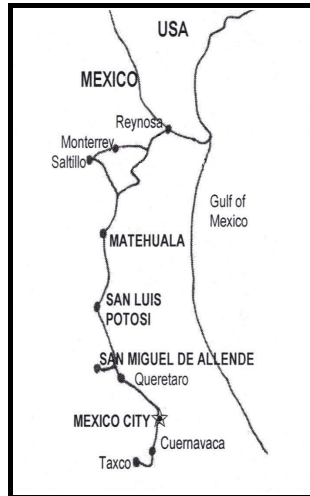 USA
MEXICO
Reynosa
Monterrey
Saltillo
Gulf of
Mexico
MATEHUALA
SAN LUIS
POTOSI
SAN MIGUEL DE ALLENDE
Queretaro
MEXICO CITY
Cuernavaca
Taxco